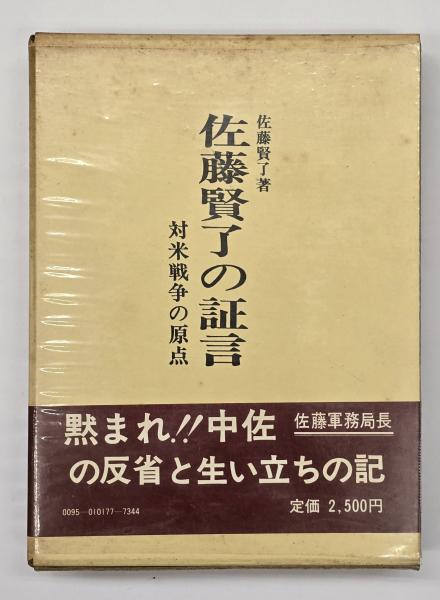 佐藤賢了著
佐藤賢了の証言
対米戦争の原点
黙まれ!!中佐
佐藤軍務局長
の反省と生い立ちの記
0095—010177—7344
定価 2,500円